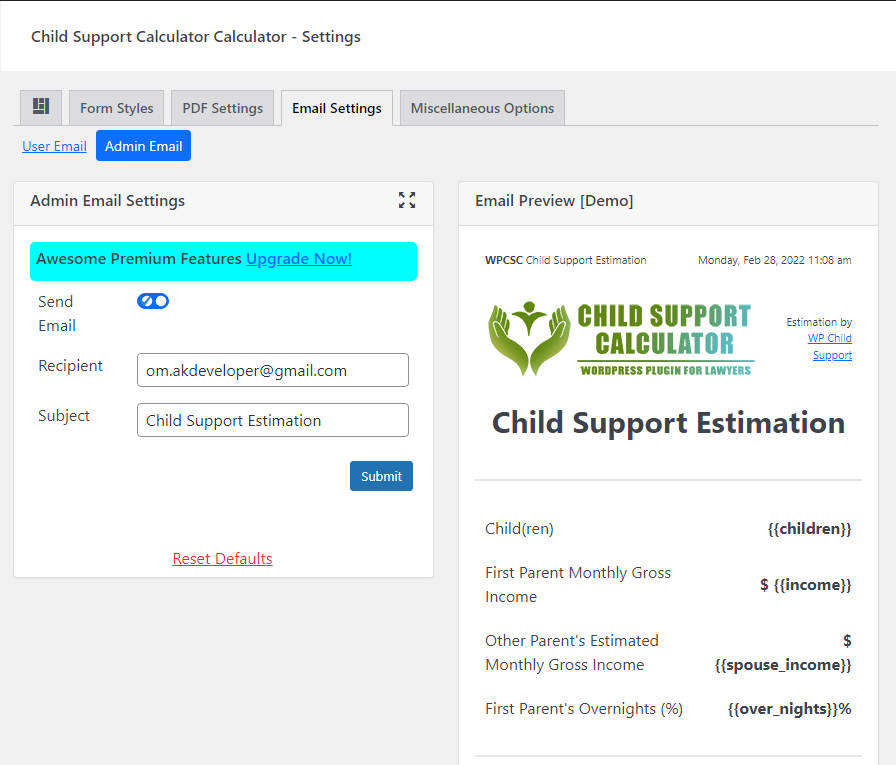 Child Support Calculator Calculator - Settings
Form Styles
PDF Settings
Email Settings
Miscellaneous Options
User Email
Admin Email
Admin Email Settings
Awesome Premium Features Upgrade Now!
Send
Email
Recipient
om.akdeveloper@gmail.com
Subject
Child Support Estimation
Submit
Reset Defaults
Email Preview [Demo]
WPCSC Child Support Estimation
Monday, Feb 28, 2022 11:08 am
CHILD SUPPORT
CALCULATOR
WORDPRESS PLUGIN FOR LAWYERS
Estimation by
WP Child
Support
Child Support Estimation
Child(ren)
{{children}}
First Parent Monthly Gross
Income
$ {{income}}
Other Parent's Estimated
Monthly Gross Income
$
{{spouse_income}}
First Parent's Overnights (%)
{{over_nights}}%